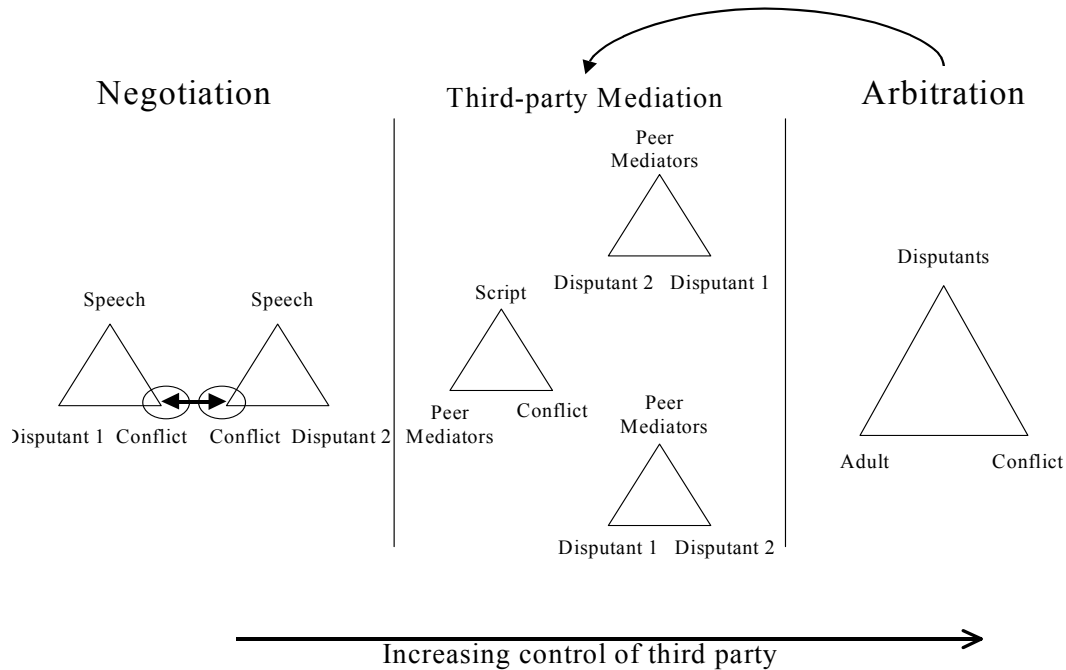 Negotiation
Third-party Mediation
Arbitration
Speech
Speech
Disputant 1
Conflict
Conflict
Disputant 2
Peer
Mediators
Disputant 2
Disputant 1
Script
Peer
Mediators
Conflict
Peer
Mediators
Disputant 1
Disputant 2
Disputants
Adult
Conflict
Increasing control of third party